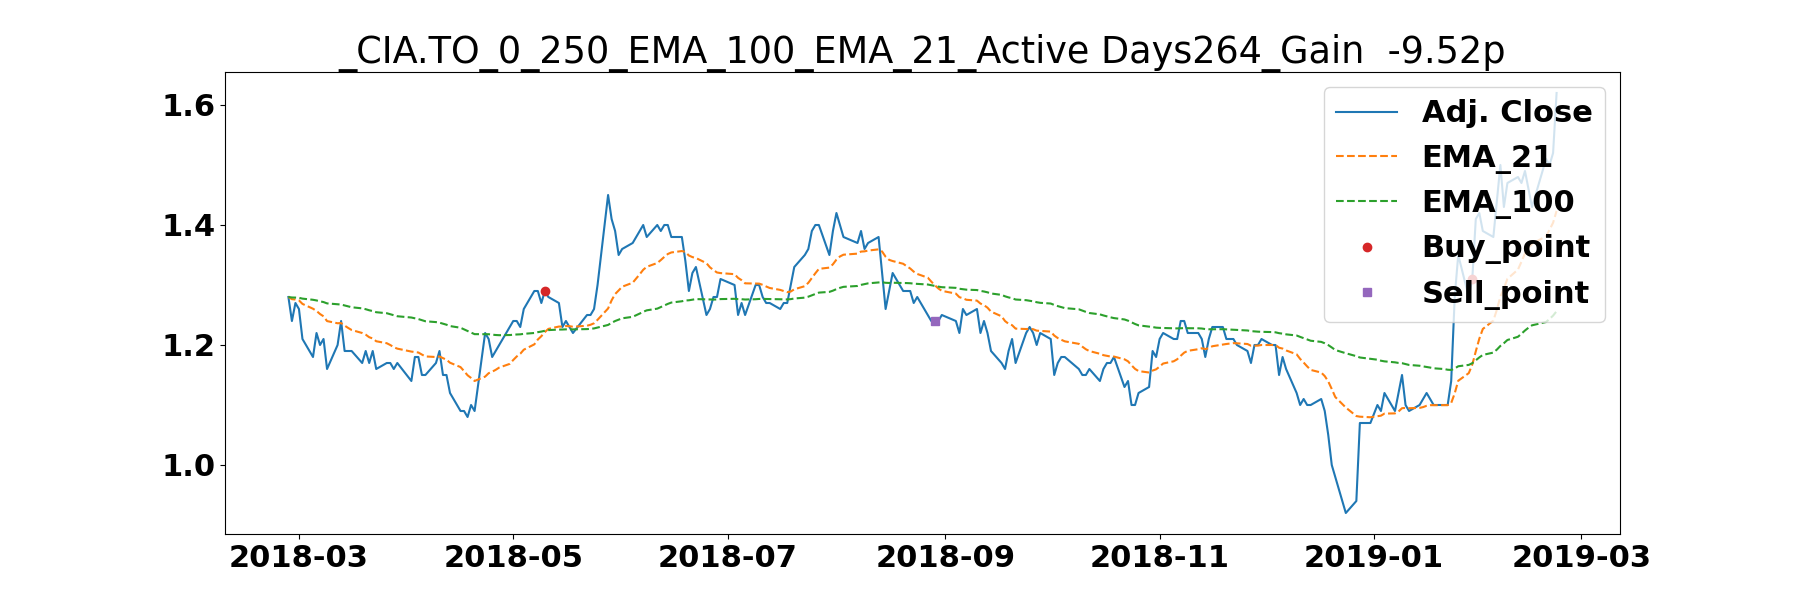 _CIA.TO_0_250_EMA_100_EMA_21_Active Days264_Gain  -9.52p
1.6
1.4
1.2
1.0
Adj. Close
EMA_21
EMA_100
Buy_point
Sell_point
2018-03 2018-05 2018-07 2018-09 2018-11 2019-01 2019-03